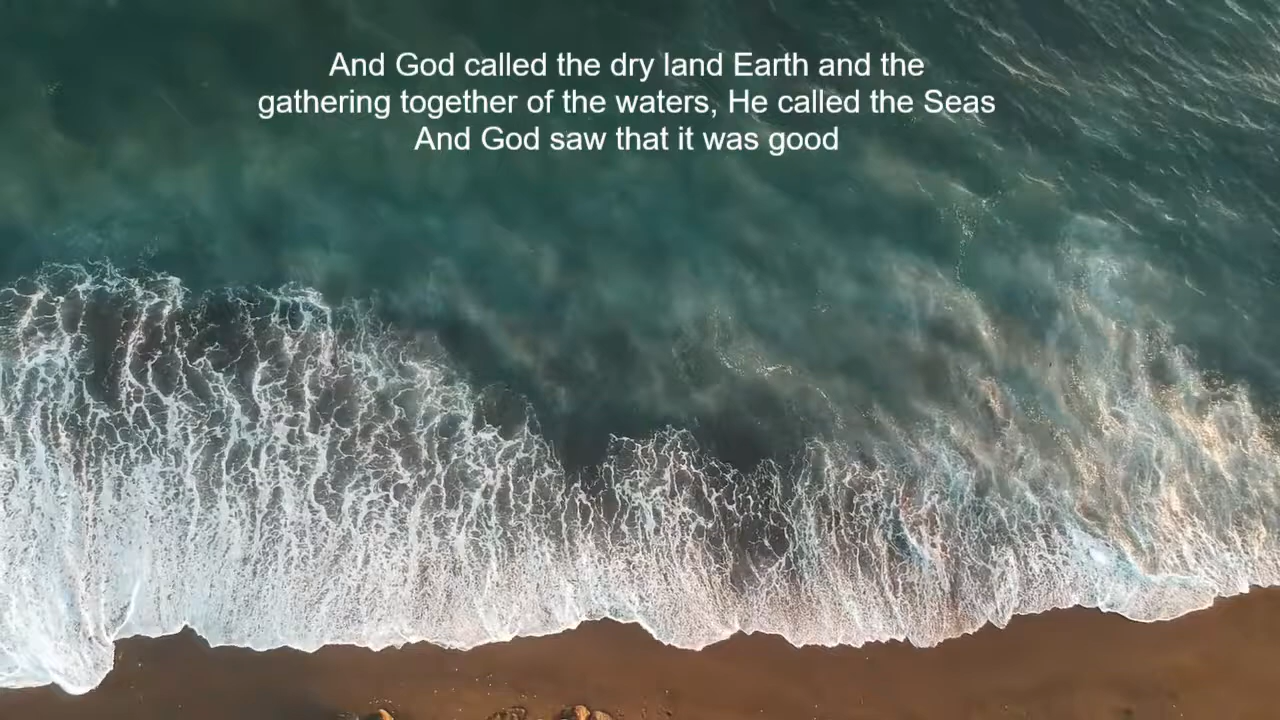 And God called the dry land Earth and the
gathering together of the waters, He called the Seas
And God saw that it was good